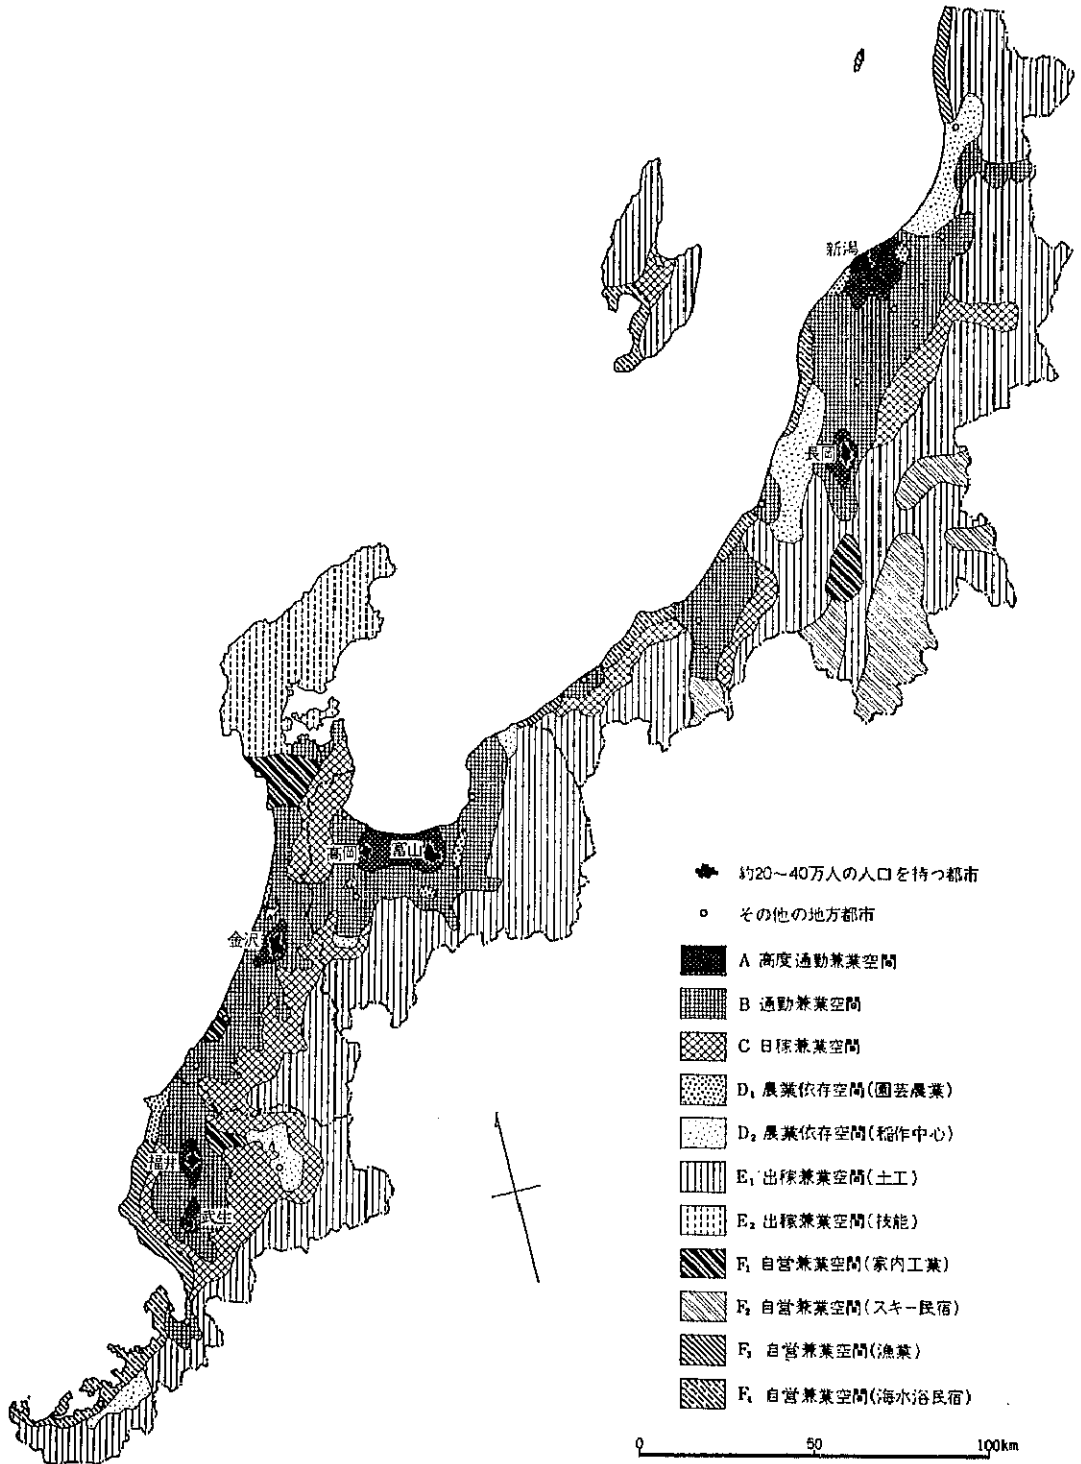 新潟
長岡
高岡
富山
金沢
福井
武生
約20～40万人の人口を持つ都市
その他の地方都市
A 高度通勤兼業空間
B 通勤兼業空間
C 日稼兼業空間
D₁ 農業依存空間(園芸農業)
D₂ 農業依存空間(稲作中心)
E₁ 出稼兼業空間(土工)
E₂ 出稼兼業空間(技能)
F₁ 自営兼業空間(家内工業)
F₂ 自営兼業空間(スキー民宿)
F₃ 自営兼業空間(漁業)
F₄ 自営兼業空間(海水浴民宿)
0 50 100km